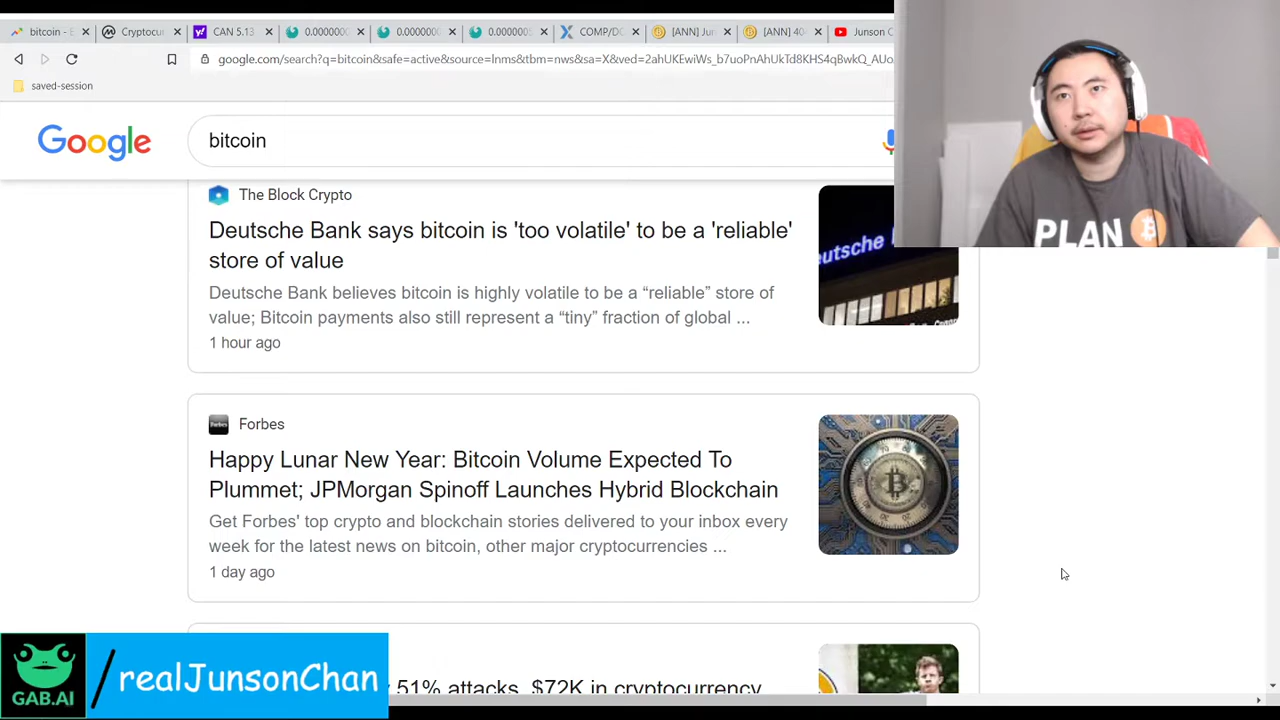 bitcoin - E
Cryptocur
CAN 5.13
0.000000
0.000000
0.000000
COMP/DC
[ANN] Jun
[ANN] 40
Junson C
google.com/search?q=bitcoin&safe=active&source=lnms&tbm=nws&sa=X&ved=2ahUKEwiWs_b7uoPnAhUkTd8KHS4qBwkQ_AUo
saved-session
Google
bitcoin
PLAN B
The Block Crypto
Deutsche Bank says bitcoin is 'too volatile' to be a 'reliable'
store of value
Deutsche Bank believes bitcoin is highly volatile to be a “reliable” store of
value; Bitcoin payments also still represent a “tiny” fraction of global ...
1 hour ago
eutsche
Forbes
Happy Lunar New Year: Bitcoin Volume Expected To
Plummet; JPMorgan Spinoff Launches Hybrid Blockchain
Get Forbes' top crypto and blockchain stories delivered to your inbox every
week for the latest news on bitcoin, other major cryptocurrencies ...
1 day ago
51% attacks, $72K in cryptocurrency
GAB.AI
/realJunsonChan